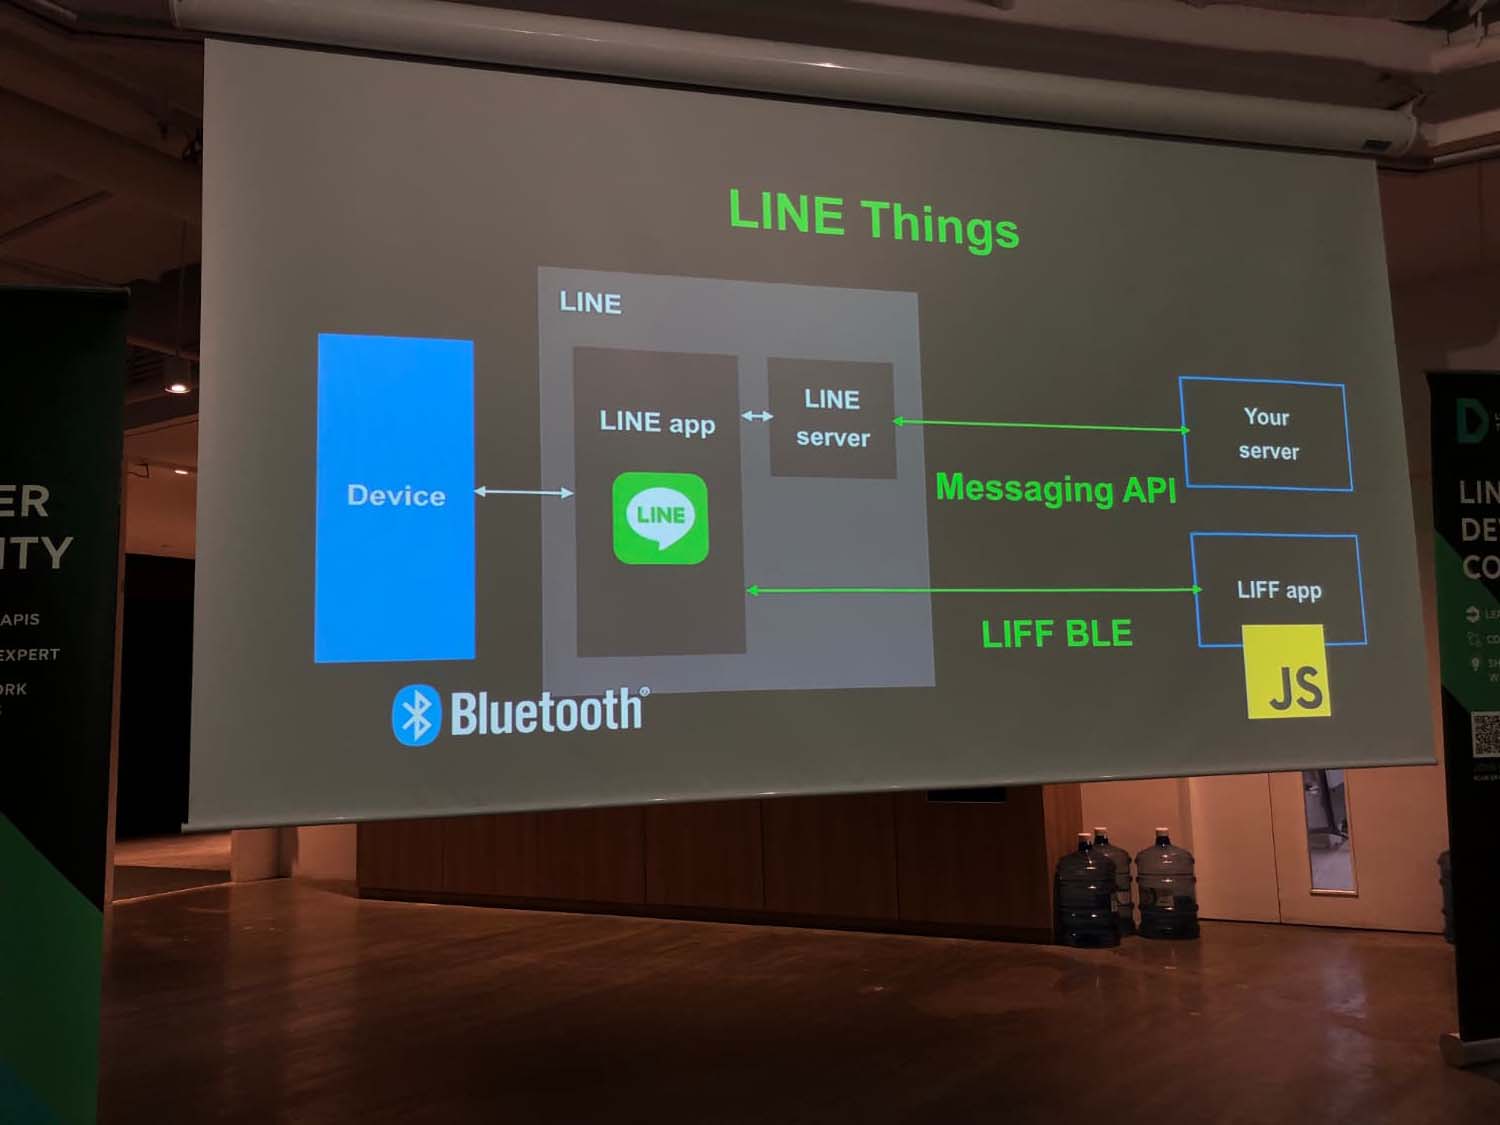 LINE Things
LINE
LINE app
LINE
server
Your
server
Device
LINE
Messaging API
LIFF app
LIFF BLE
JS
Bluetooth®
ER
ITY
APIS
EXPERT
ORK
LIN
DE
CO